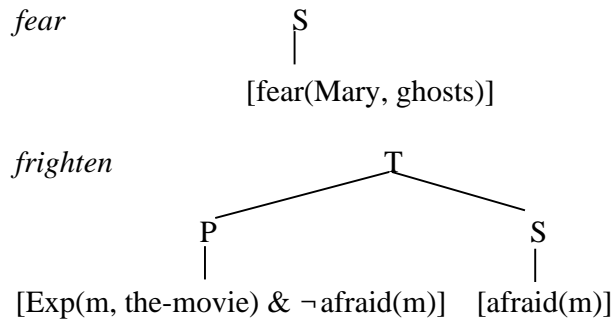 fear S
[fear(Mary, ghosts)]
frighten T
P S
[Exp(m, the-movie) & ¬afraid(m)] [afraid(m)]